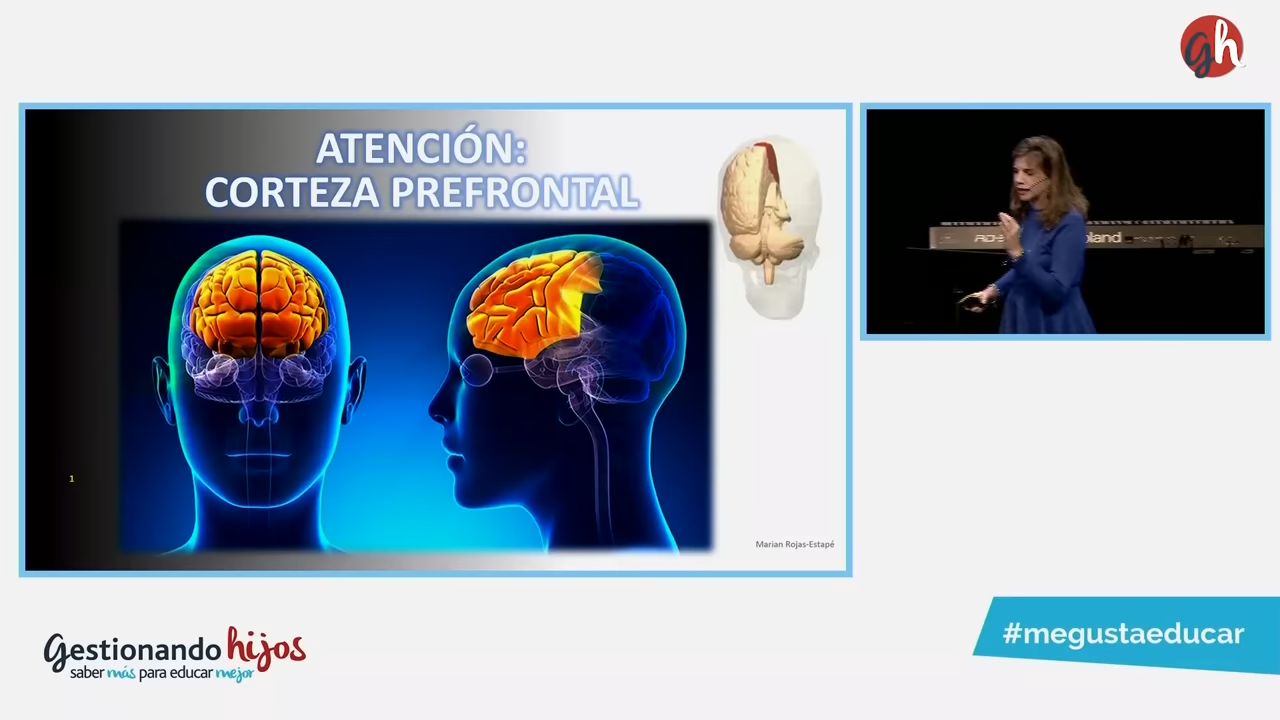 gh
ATENCIÓN:
CORTEZA PREFRONTAL
1
Marian Rojas-Estapé
Roland
Gestionando hijos
saber más para educar mejor
#megustaeducar